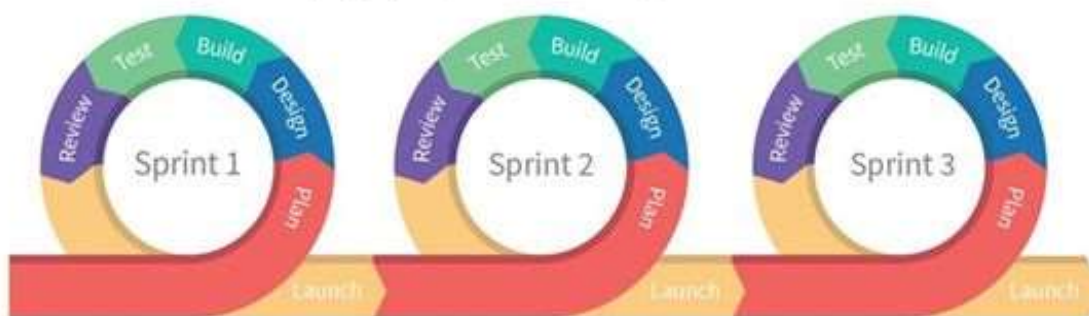 Test
Build
Review
Design
Sprint 1
Plan
Launch
Test
Build
Review
Design
Sprint 2
Plan
Launch
Test
Build
Review
Design
Sprint 3
Plan
Launch